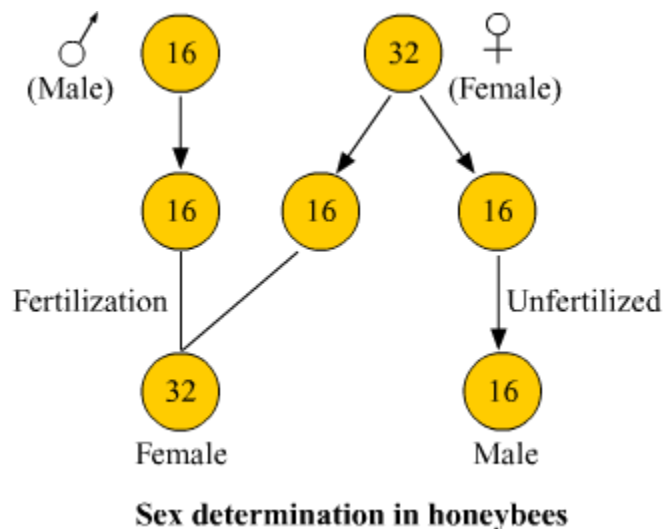 16
32
(Male)
(Female)
16
16
16
Fertilization
Unfertilized
32
16
Female
Male
Sex determination in honeybees